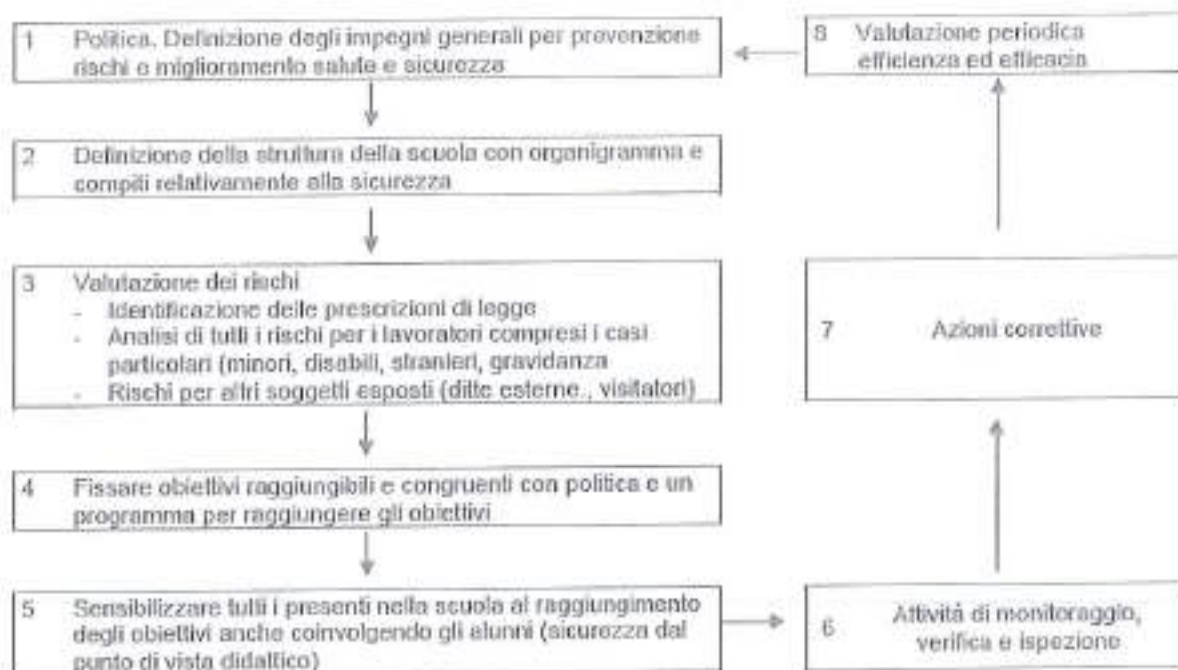 1 Politica. Definizione degli impegni generali per prevenzione
rischi e miglioramento salute e sicurezza
2 Definizione della struttura della scuola con organigramma e
compiti relativamente alla sicurezza
3 Valutazione dei rischi
- Identificazione delle prescrizioni di legge
- Analisi di tutti i rischi per i lavoratori compresi i casi
particolari (minori, disabili, stranieri, gravidanza
- Rischi per altri soggetti esposti (ditte esterne., visitatori)
4 Fissare obiettivi raggiungibili e congruenti con politica e un
programma per raggiungere gli obiettivi
5 Sensibilizzare tutti i presenti nella scuola al raggiungimento
degli obiettivi anche coinvolgendo gli alunni (sicurezza dal
punto di vista didattico)
6 Attività di monitoraggio,
verifica e ispezione
7 Azioni correttive
8 Valutazione periodica
efficienza ed efficacia